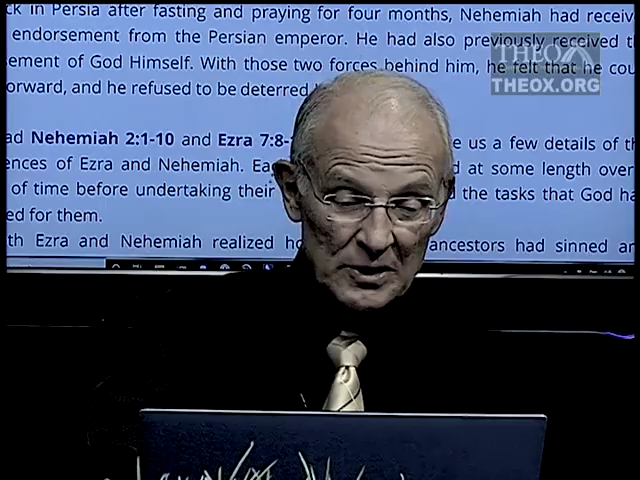 ck in Persia after fasting and praying for four months, Nehemiah had receiv
endorsement from the Persian emperor. He had also previously received th
ement of God Himself. With those two forces behind him, he felt that he cou
orward, and he refused to be deterred
THEO
THEOX.ORG
ad Nehemiah 2:1-10 and Ezra 7:8- e us a few details of th
ences of Ezra and Nehemiah. Ea d at some length over
of time before undertaking their d the tasks that God ha
ed for them.
th Ezra and Nehemiah realized ho ancestors had sinned an